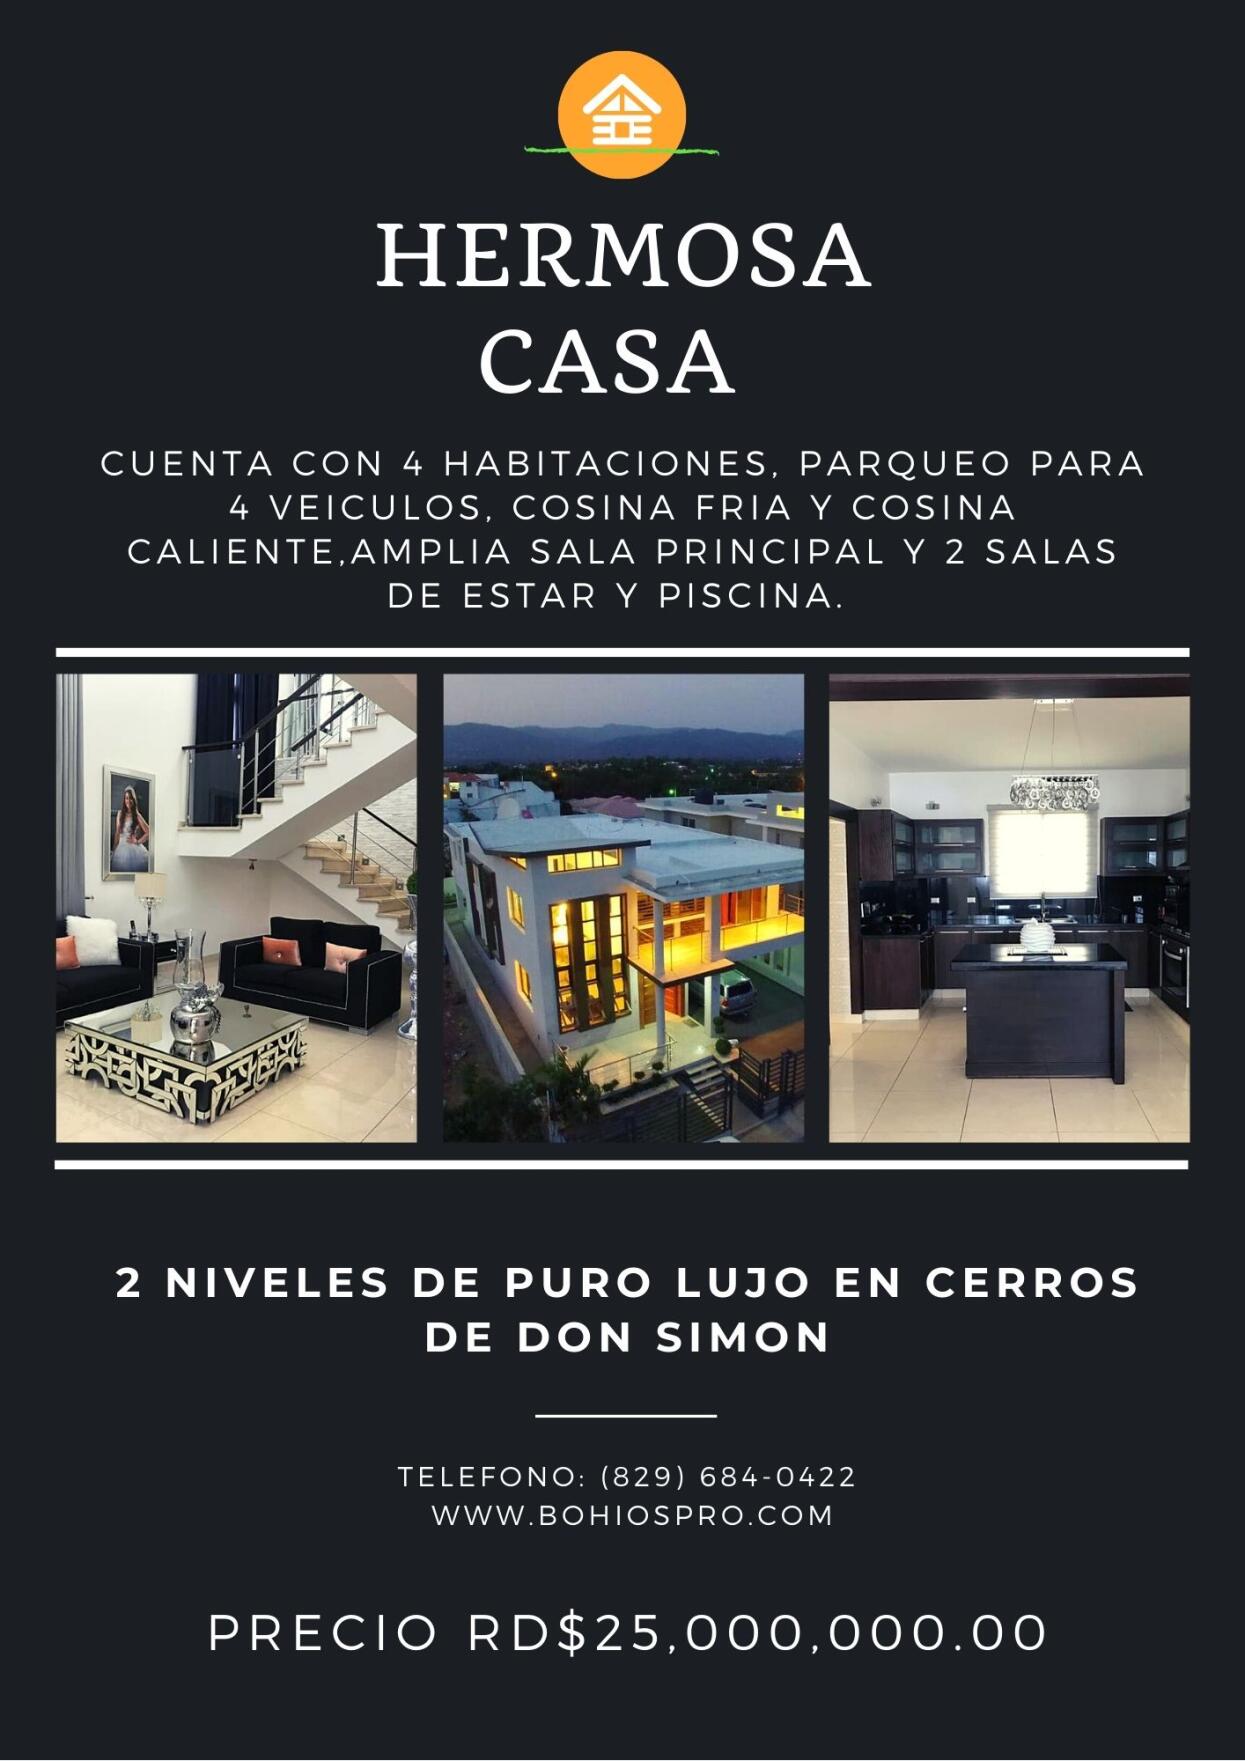 HERMOSA
CASA
CUENTA CON 4 HABITACIONES, PARQUEO PARA
4 VEICULOS, COSINA FRIA Y COSINA
CALIENTE,AMPLIA SALA PRINCIPAL Y 2 SALAS
DE ESTAR Y PISCINA.
2 NIVELES DE PURO LUJO EN CERROS
DE DON SIMON
TELEFONO: (829) 684-0422
WWW.BOHIOSPRO.COM
PRECIO RD$25,000,000.00